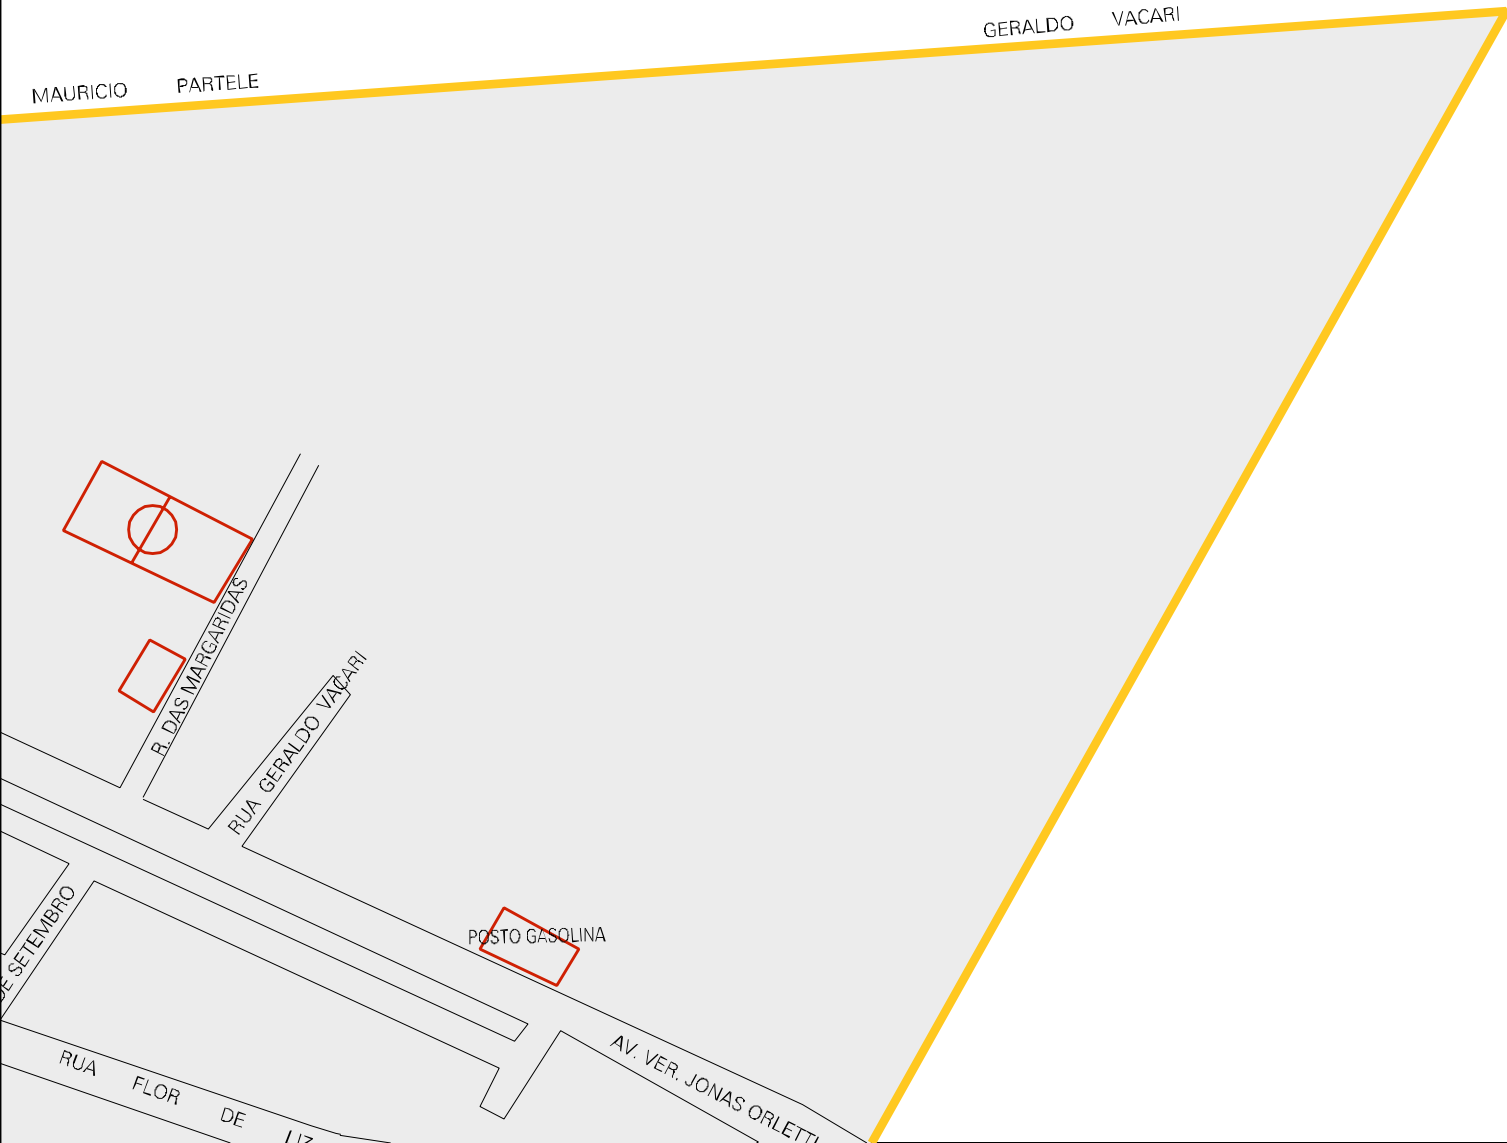 GERALDO VACARI
MAURICIO PARTELE
R. DAS MARGARIDAS
RUA GERALDO VACARI
DE SETEMBRO
POSTO GASOLINA
AV. VER. JONAS ORLETTI
RUA FLOR DE LIZ